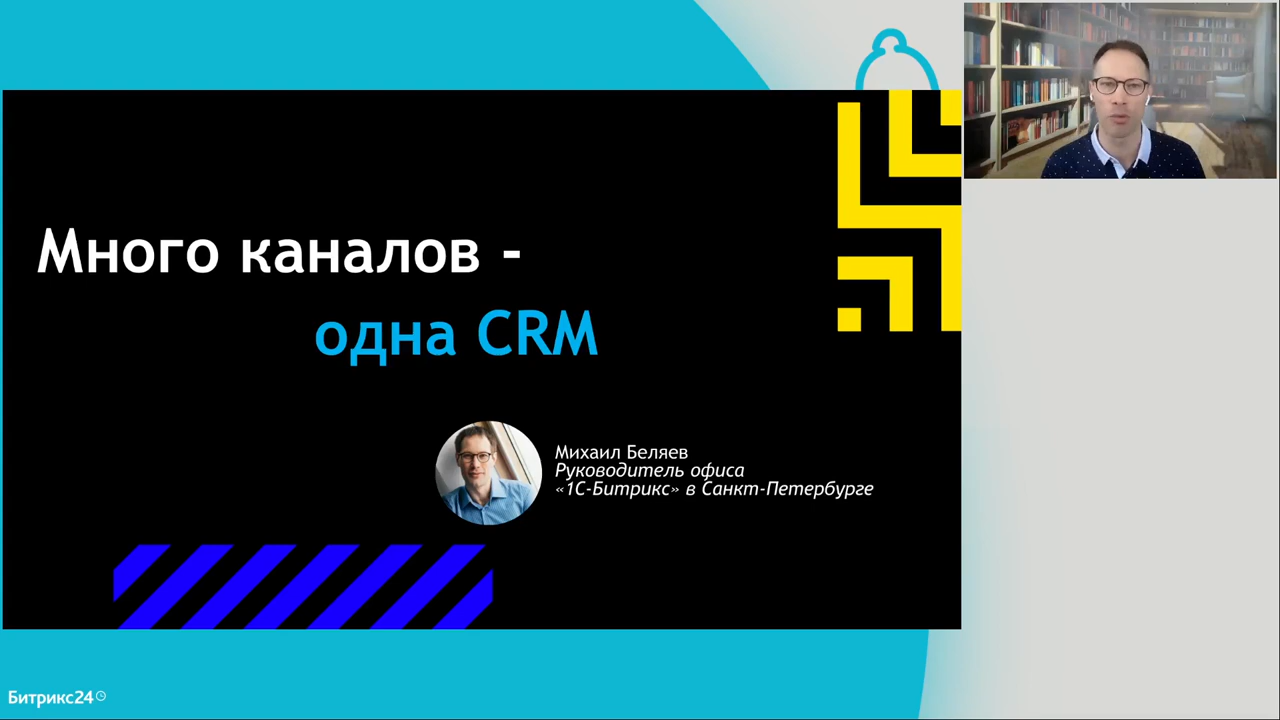 Много каналов -
одна CRM
Михаил Беляев
Руководитель офиса
«1С-Битрикс» в Санкт-Петербурге
Битрикс24